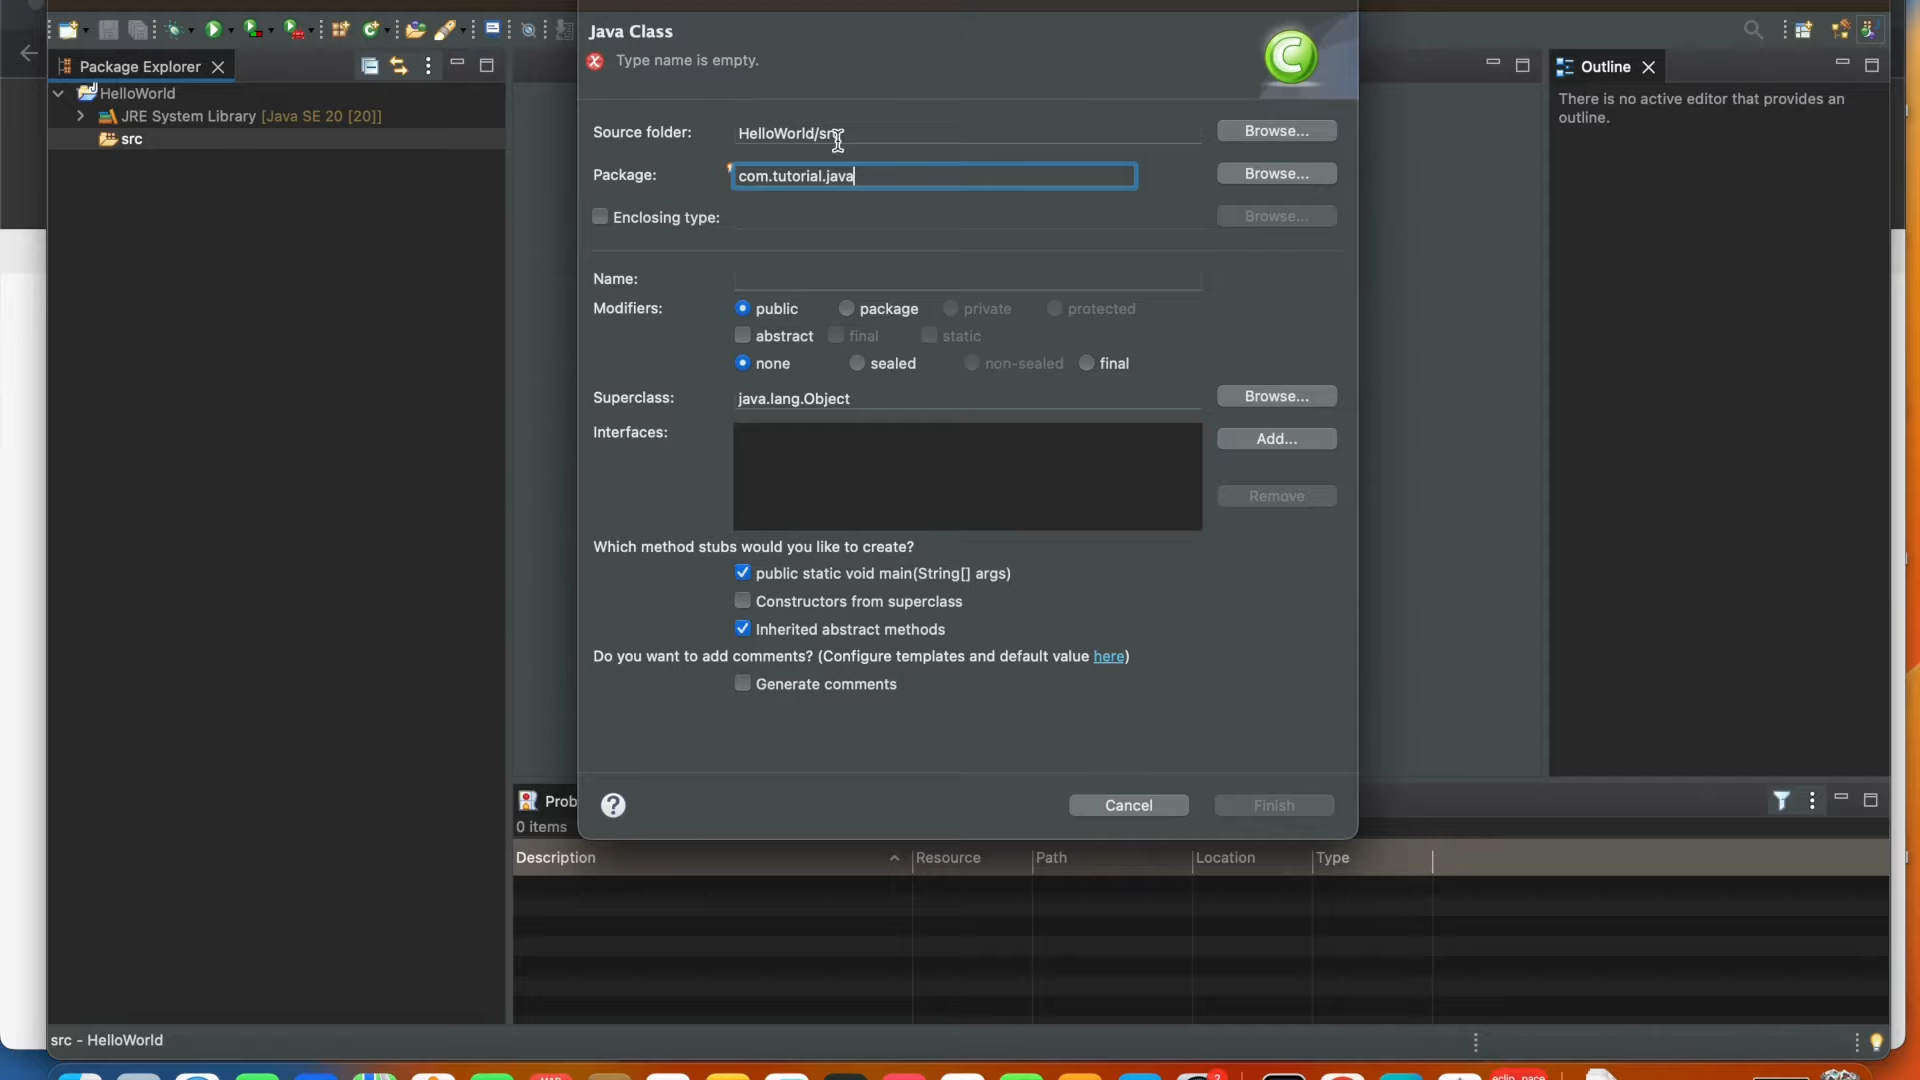 Java Class
Type name is empty.
Package Explorer
Outline
HelloWorld
There is no active editor that provides an
outline.
JRE System Library [Java SE 20 [20]]
src
Source folder:
HelloWorld/src
Browse...
Package:
com.tutorial.java
Browse...
Enclosing type:
Browse...
Name:
Modifiers:
public
package
private
protected
abstract
final
static
none
sealed
non-sealed
final
Superclass:
java.lang.Object
Browse...
Interfaces:
Add...
Remove
Which method stubs would you like to create?
public static void main(String[] args)
Constructors from superclass
Inherited abstract methods
Do you want to add comments? (Configure templates and default value here)
Generate comments
Cancel
Finish
Prob
0 items
Description
Resource
Path
Location
Type
src - HelloWorld
MAR
2